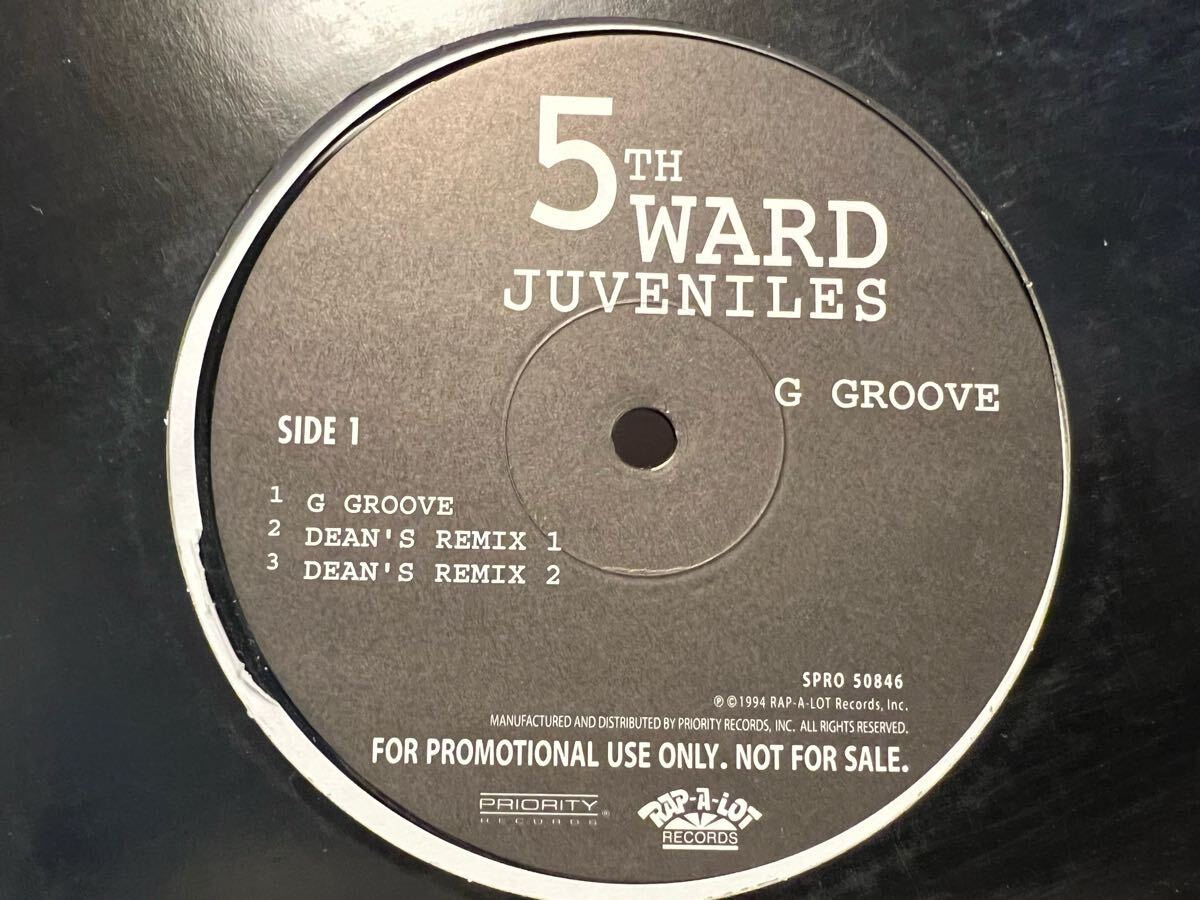 5TH
WARD
JUVENILES
G GROOVE
SIDE 1
1 G GROOVE
2 DEAN'S REMIX 1
3 DEAN'S REMIX 2
SPRO 50846
℗ ©1994 RAP-A-LOT Records, Inc.
MANUFACTURED AND DISTRIBUTED BY PRIORITY RECORDS, INC. ALL RIGHTS RESERVED.
FOR PROMOTIONAL USE ONLY. NOT FOR SALE.
PRIORITY ®
RECORDS
RAP-A-LOT
RECORDS